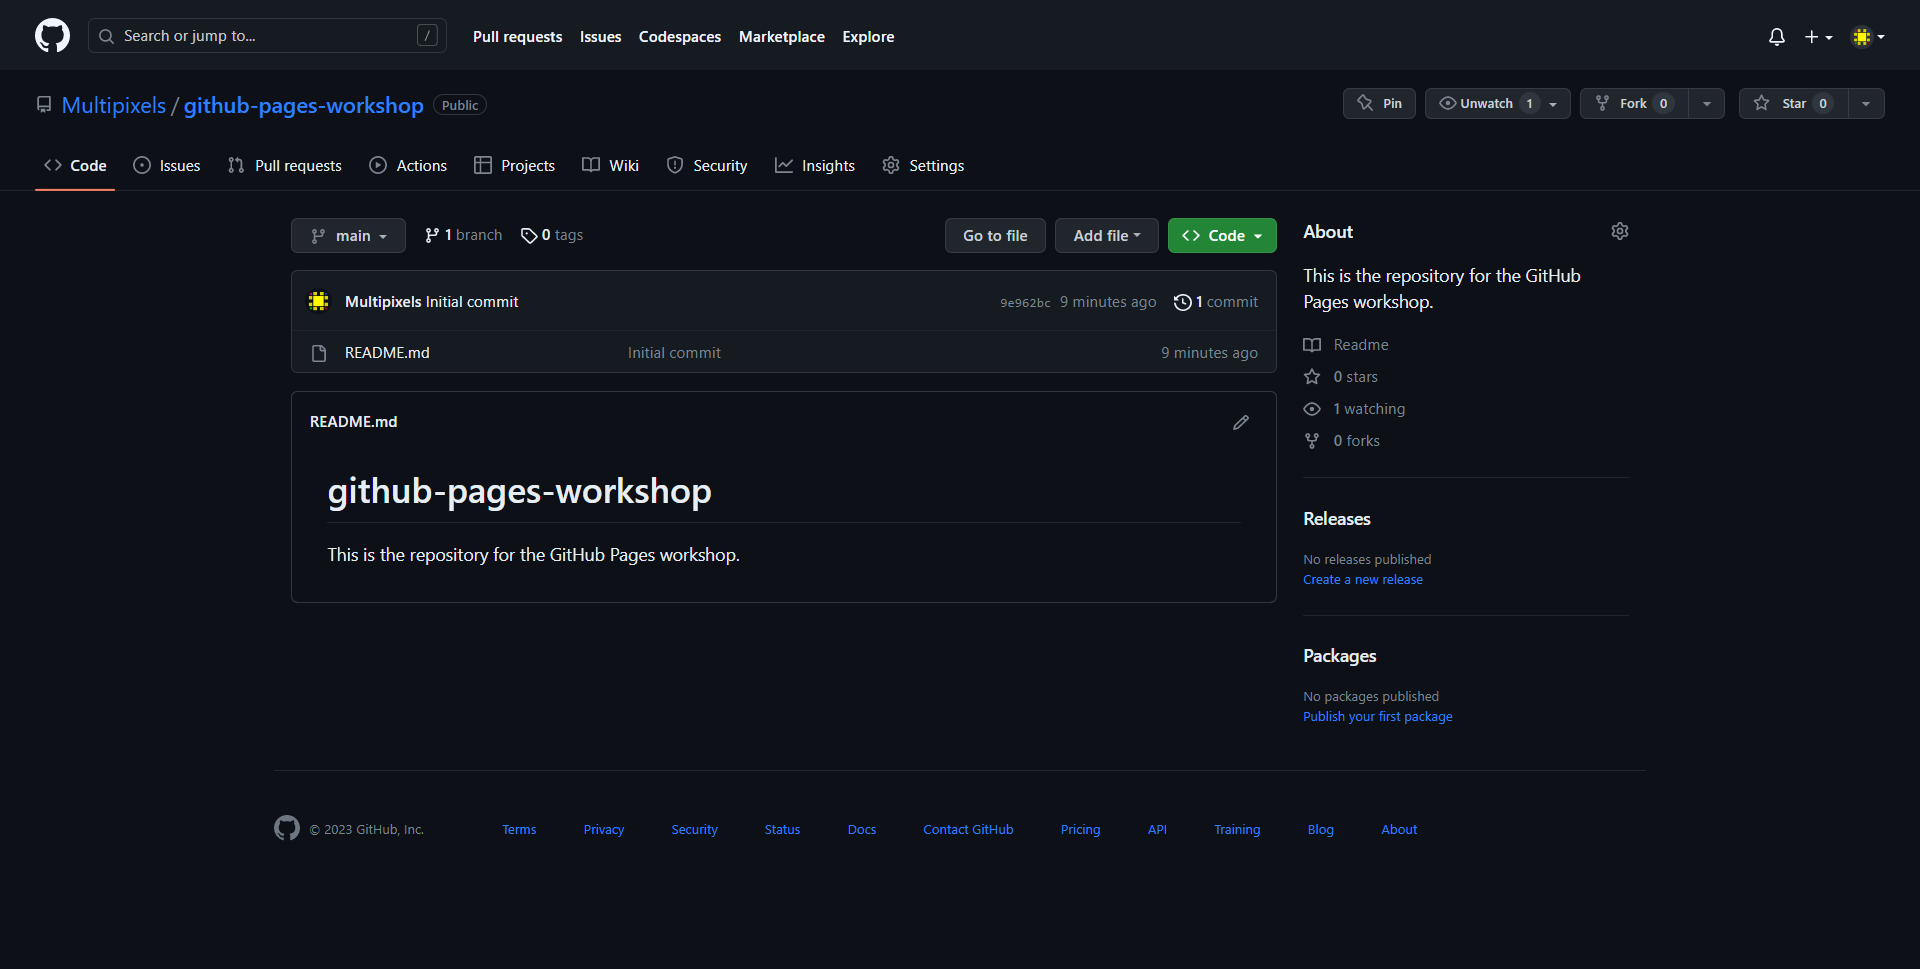 Search or jump to... / Pull requests Issues Codespaces Marketplace Explore
Multipixels / github-pages-workshop Public Pin Unwatch 1 Fork 0 Star 0
Code Issues Pull requests Actions Projects Wiki Security Insights Settings
main 1 branch 0 tags Go to file Add file Code
Multipixels Initial commit 9e962bc 9 minutes ago 1 commit
README.md Initial commit 9 minutes ago
README.md
github-pages-workshop
This is the repository for the GitHub Pages workshop.
About
This is the repository for the GitHub
Pages workshop.
Readme
0 stars
1 watching
0 forks
Releases
No releases published
Create a new release
Packages
No packages published
Publish your first package
© 2023 GitHub, Inc. Terms Privacy Security Status Docs Contact GitHub Pricing API Training Blog About